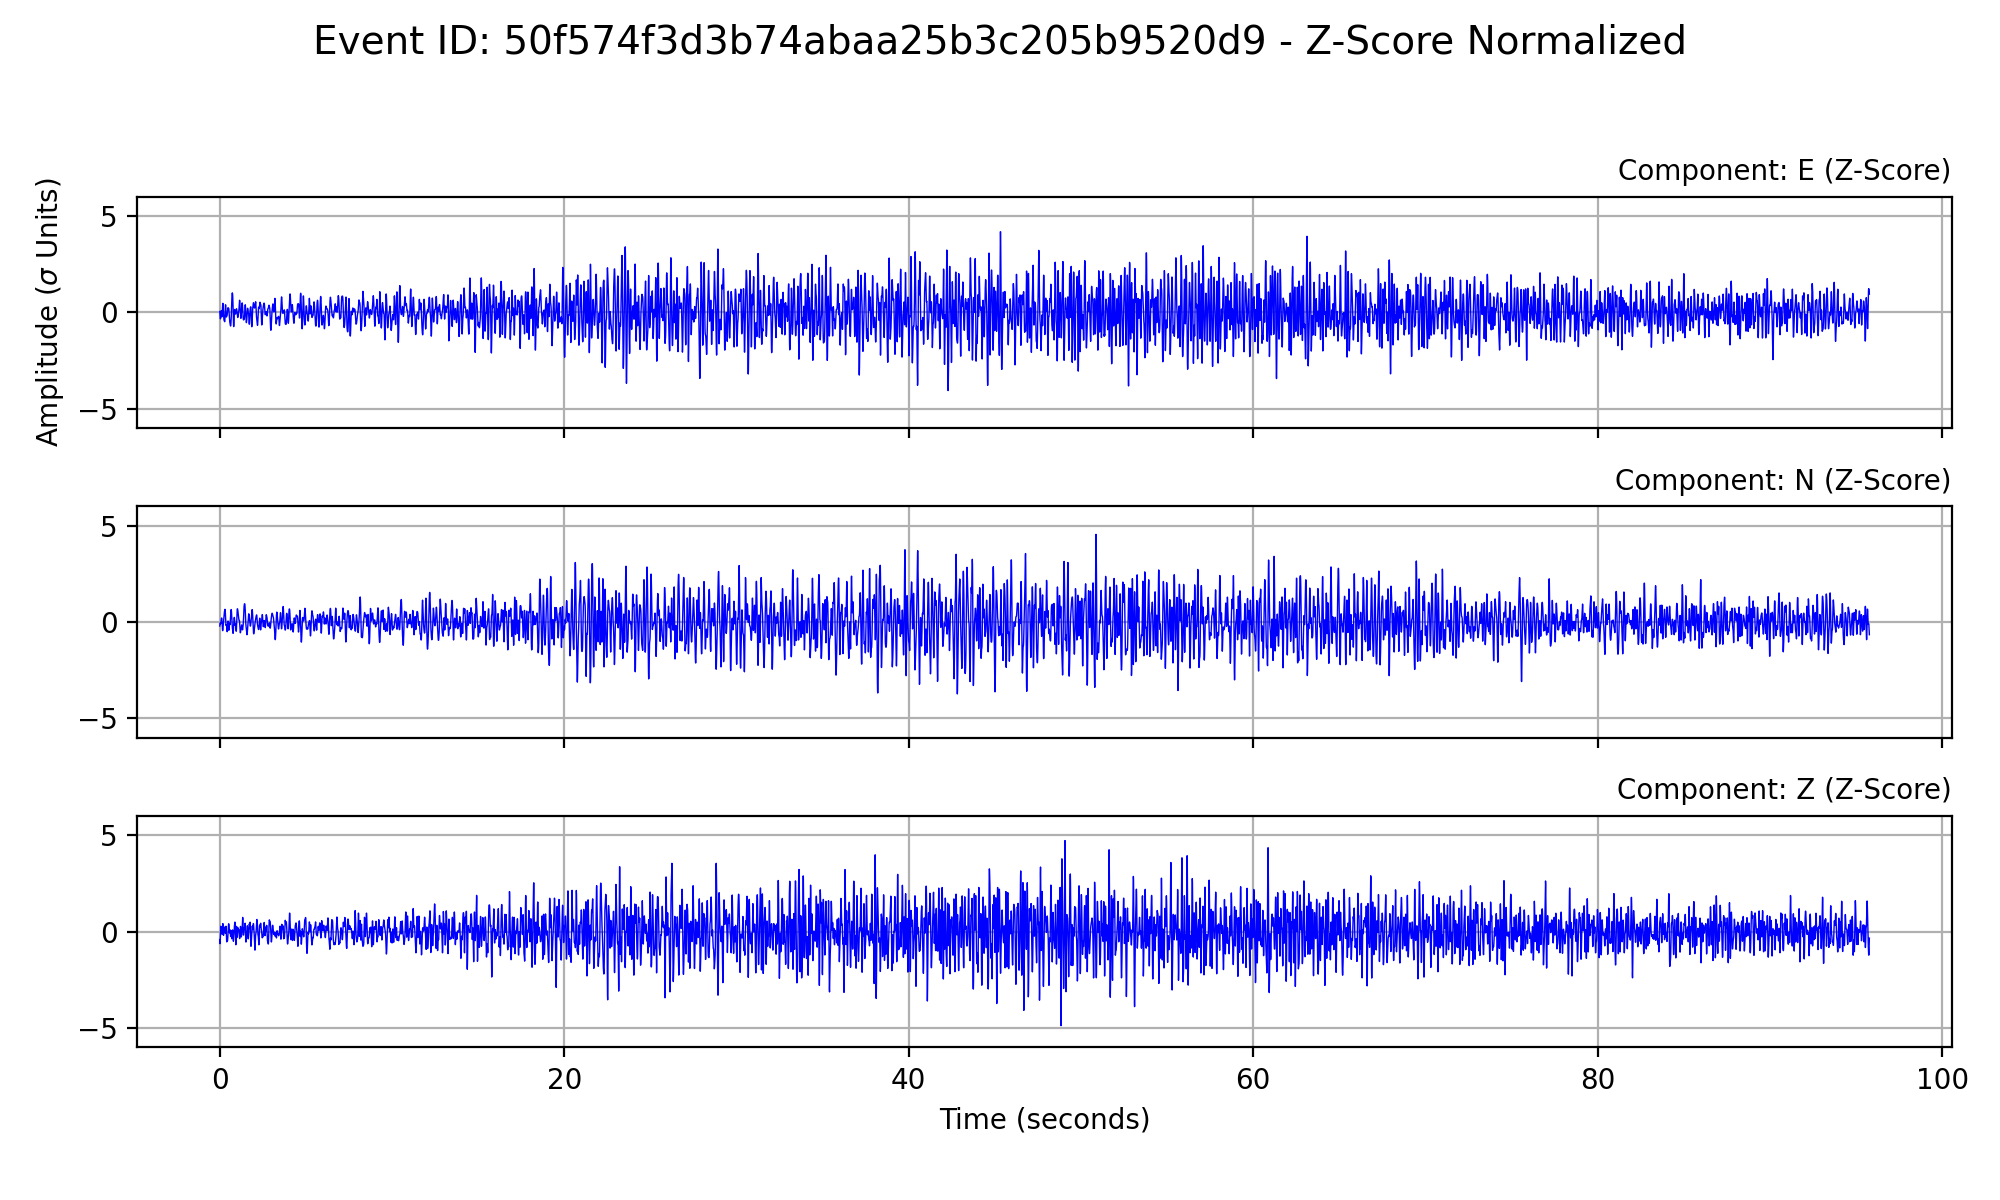 Event ID: 50f574f3d3b74abaa25b3c205b9520d9 - Z-Score Normalized
Component: E (Z-Score)
Amplitude (σ Units)
5
0
−5
Component: N (Z-Score)
5
0
−5
Component: Z (Z-Score)
5
0
−5
0 20 40 60 80 100
Time (seconds)